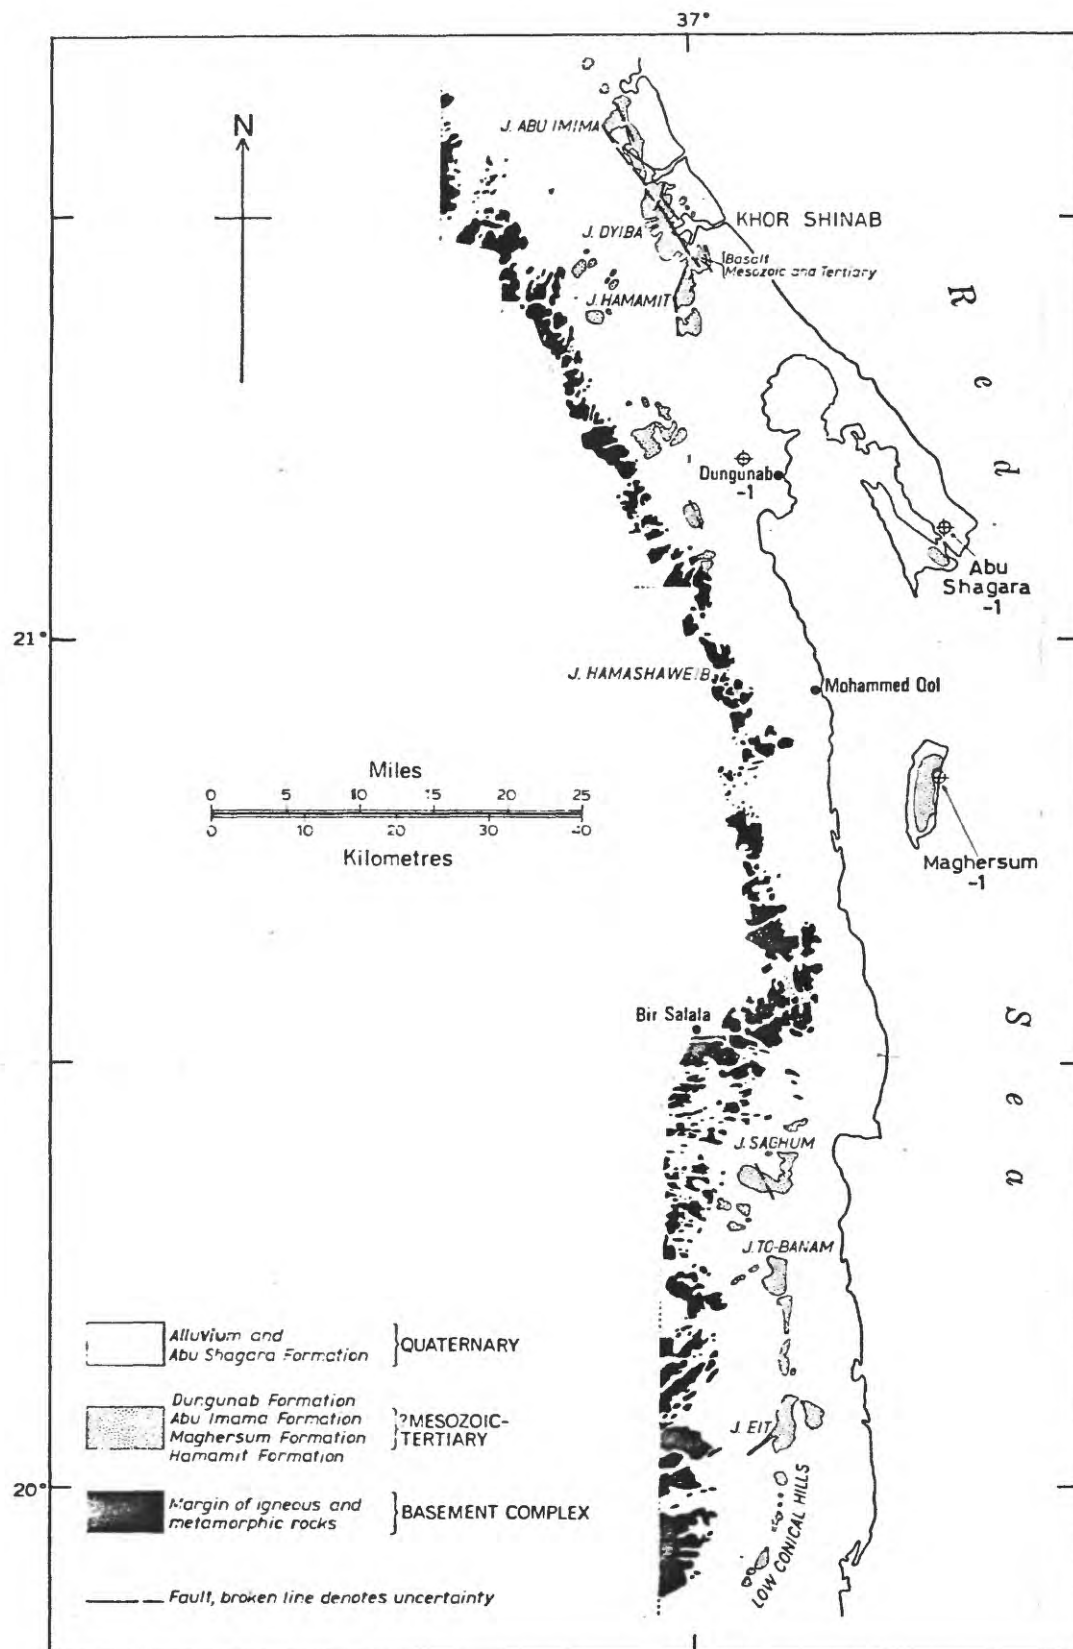 37°
N
J. ABU IMIMA
KHOR SHINAB
J. DYIBA
Basalt
Mesozoic and Tertiary
J. HAMAMIT
Red
Dungunab
-1
Abu
Shagara
-1
21°
J. HAMASHAWEIB
Mohammed Qol
Miles
0 5 10 15 20 25
0 10 20 30 40
Kilometres
Maghersum
-1
Bir Salala
Sea
J. SAGHUM
J. TO-BANAM
Alluvium and
Abu Shagara Formation
QUATERNARY
Dungunab Formation
Abu Imama Formation
Maghersum Formation
Hamamit Formation
?MESOZOIC-
TERTIARY
J. EIT
20°
Margin of igneous and
metamorphic rocks
BASEMENT COMPLEX
LOW CONICAL HILLS
Fault, broken line denotes uncertainty